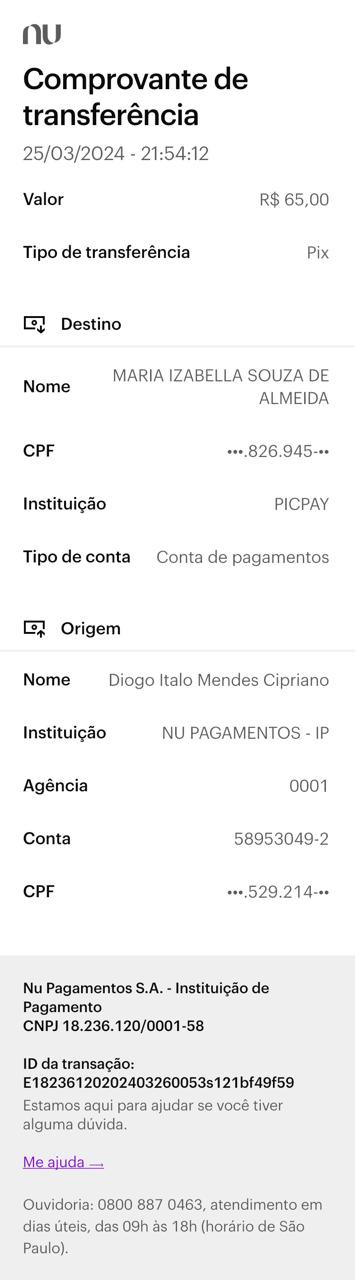 nu
Comprovante de
transferência
25/03/2024 - 21:54:12
Valor R$ 65,00
Tipo de transferência Pix
Destino
Nome MARIA IZABELLA SOUZA DE
ALMEIDA
CPF •••.826.945-••
Instituição PICPAY
Tipo de conta Conta de pagamentos
Origem
Nome Diogo Italo Mendes Cipriano
Instituição NU PAGAMENTOS - IP
Agência 0001
Conta 58953049-2
CPF •••.529.214-••
Nu Pagamentos S.A. - Instituição de
Pagamento
CNPJ 18.236.120/0001-58
ID da transação:
E18236120202403260053s121bf49f59
Estamos aqui para ajudar se você tiver
alguma dúvida.
Me ajuda →
Ouvidoria: 0800 887 0463, atendimento em
dias úteis, das 09h às 18h (horário de São
Paulo).